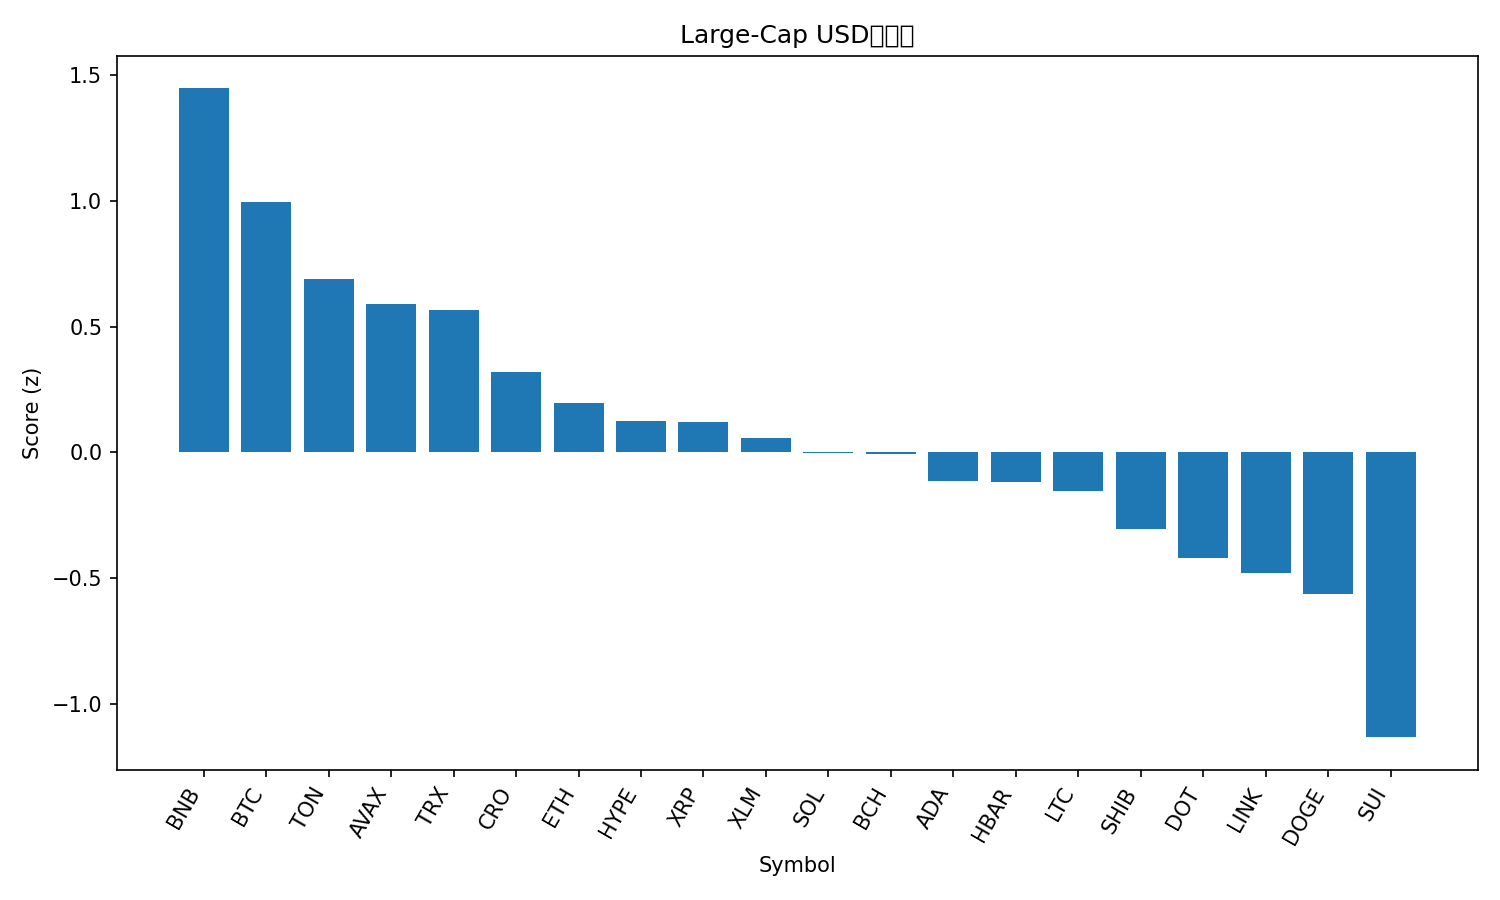 Large-Cap USD
Score (z)
1.5
1.0
0.5
0.0
−0.5
−1.0
BNB
BTC
TON
AVAX
TRX
CRO
ETH
HYPE
XRP
XLM
SOL
BCH
ADA
HBAR
LTC
SHIB
DOT
LINK
DOGE
SUI
Symbol